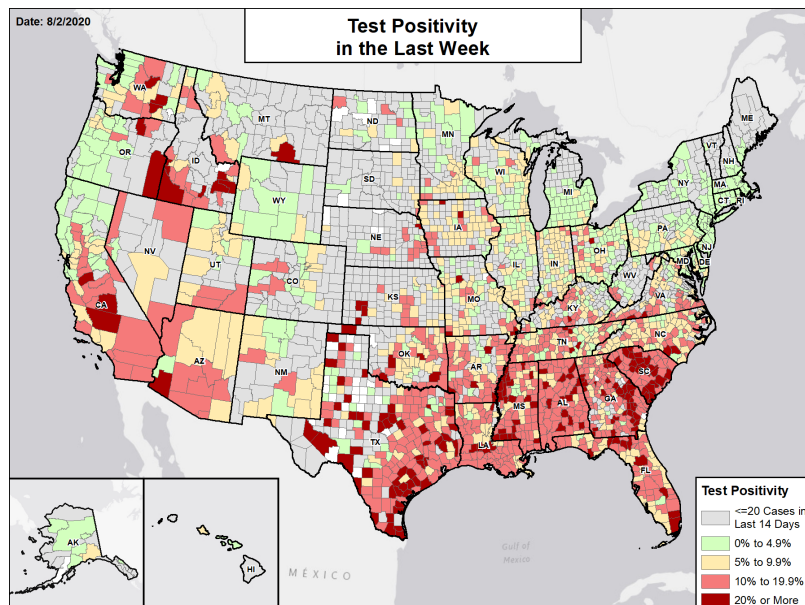 Date: 8/2/2020
Test Positivity
in the Last Week
WA
MT
ND
MN
ME
OR
ID
SD
WI
MI
VT
NH
NY
MA
CT
RI
WY
NE
IA
PA
NJ
NV
UT
CO
IL
IN
OH
MD
DE
WV
VA
CA
KS
MO
KY
AZ
NM
OK
AR
TN
NC
SC
MS
AL
GA
TX
LA
FL
AK
HI
MÉXICO
Gulf of
Mexico
Test Positivity
<=20 Cases in
Last 14 Days
0% to 4.9%
5% to 9.9%
10% to 19.9%
20% or More